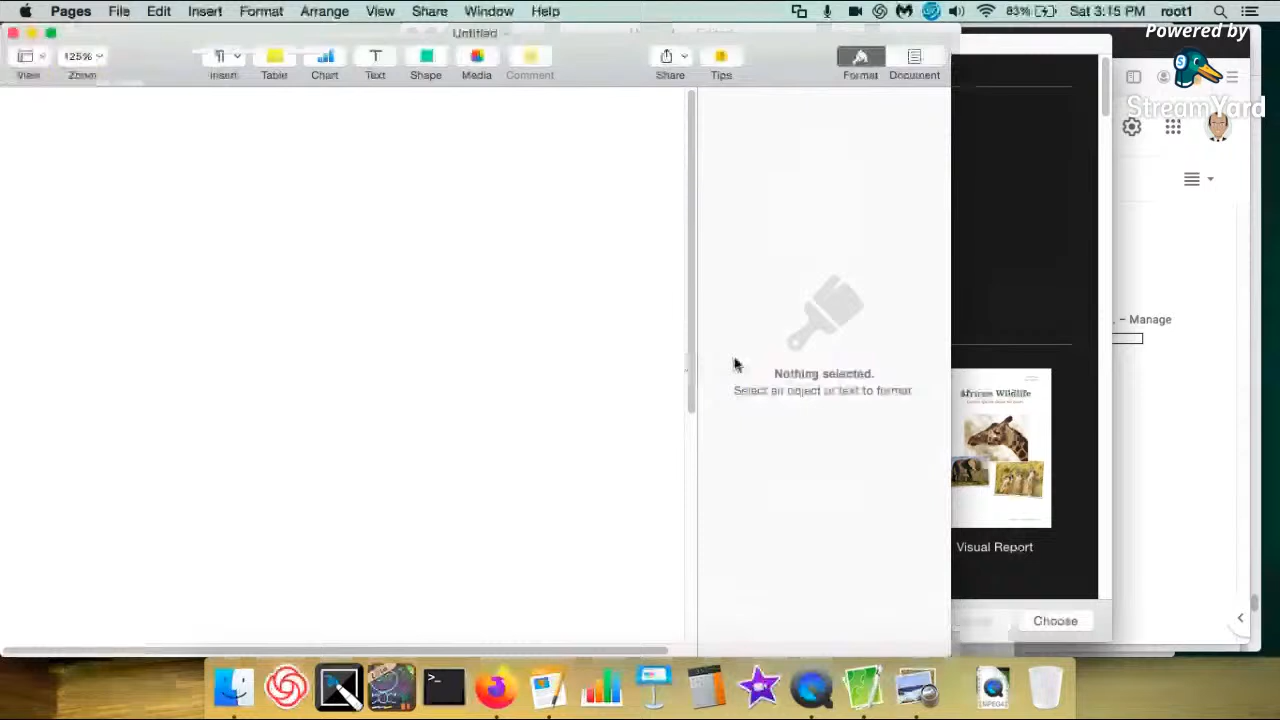 Pages File Edit Insert Format Arrange View Share Window Help 83% Sat 3:15 PM root1
Powered by
StreamYard
Untitled
125%
View Zoom Insert Table Chart Text Shape Media Comment Share Tips Format Document
Nothing selected.
Select an object or text to format
. – Manage
African Wildlife
Visual Report
Choose